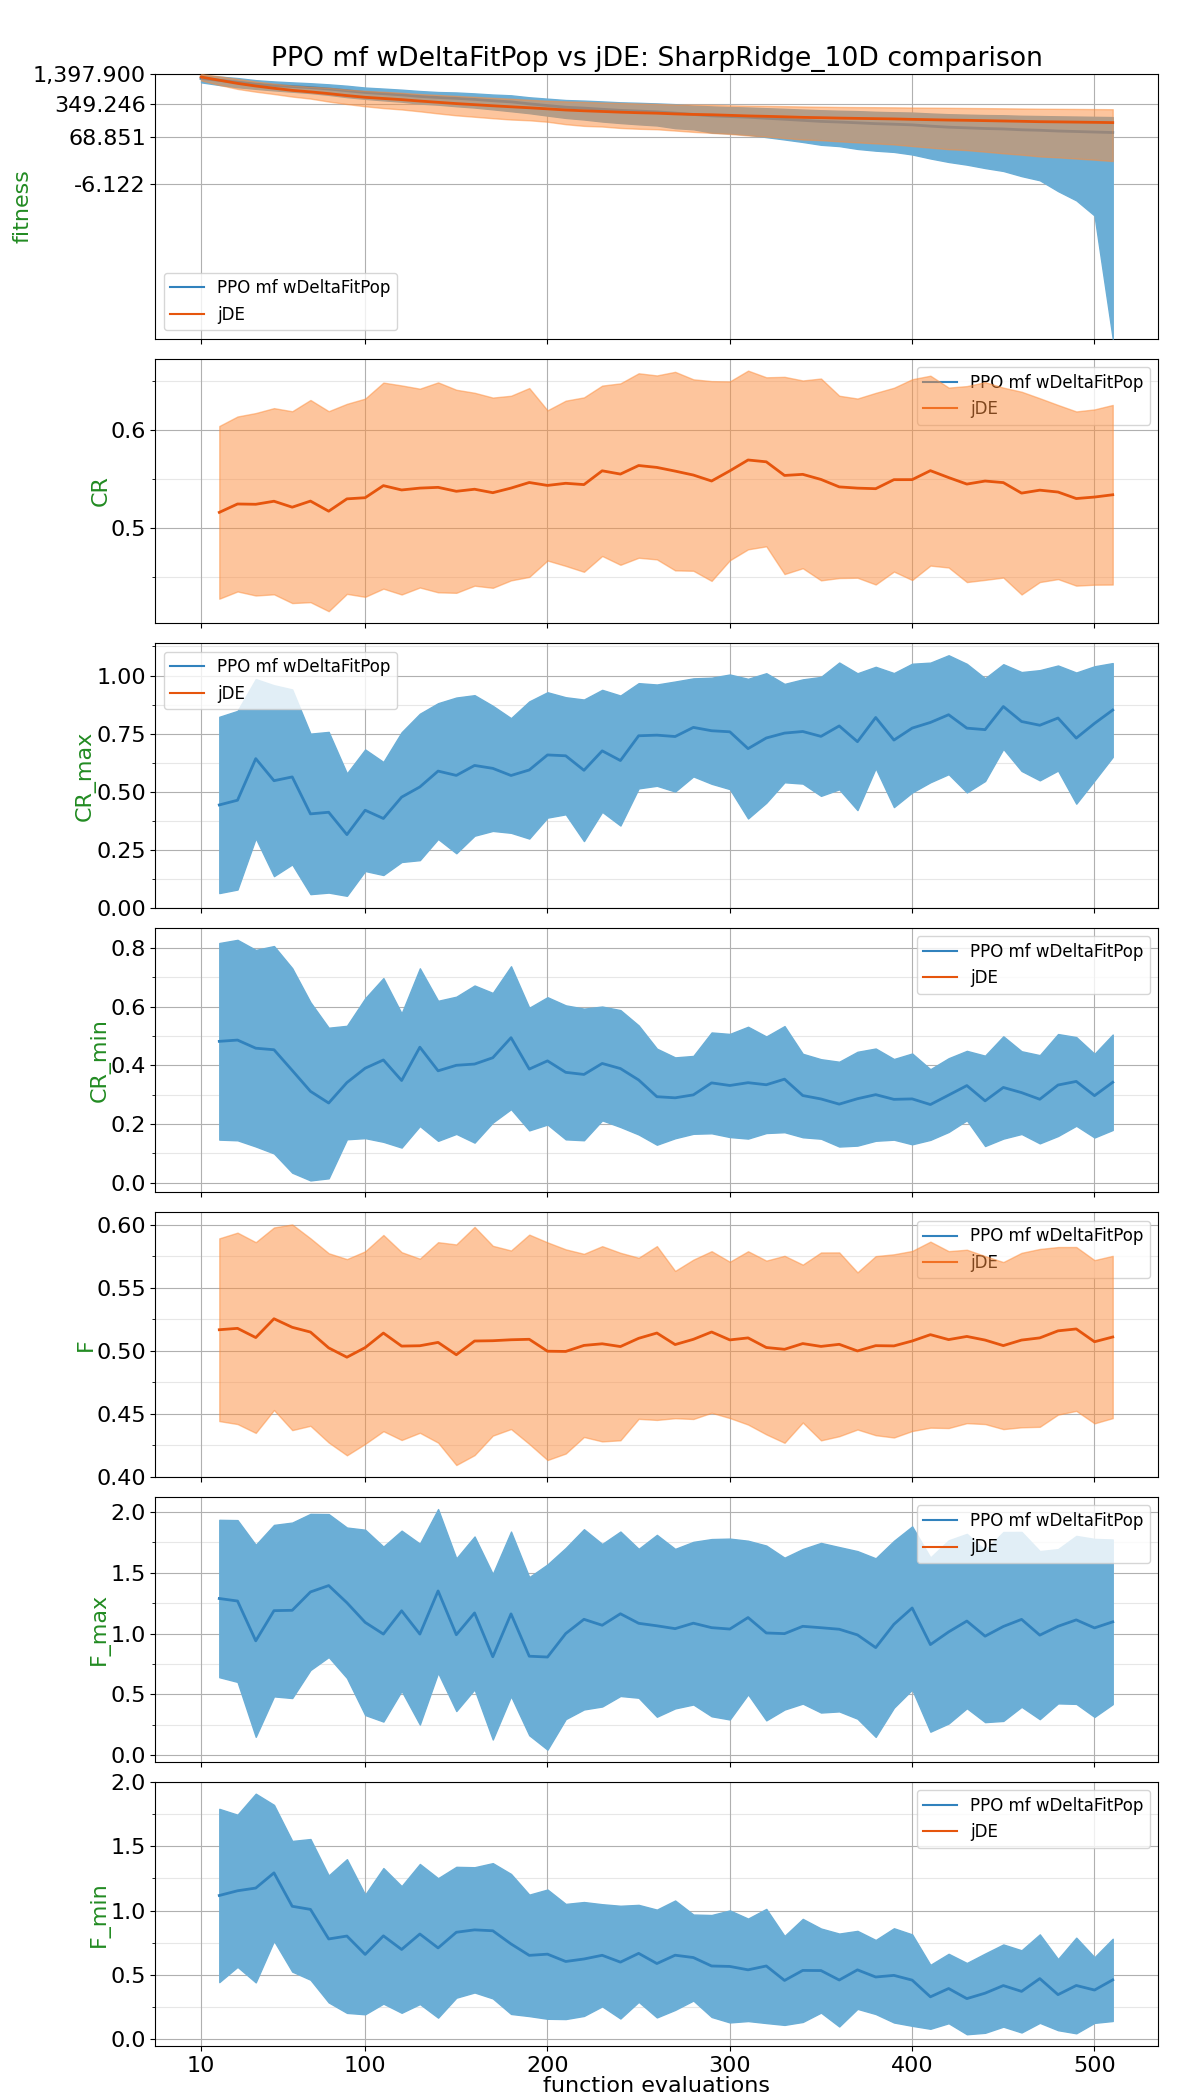 PPO mf wDeltaFitPop vs jDE: SharpRidge_10D comparison
1,397.900
349.246
68.851
-6.122
fitness
PPO mf wDeltaFitPop
jDE
0.6
0.5
CR
PPO mf wDeltaFitPop
jDE
1.00
0.75
0.50
0.25
0.00
CR_max
PPO mf wDeltaFitPop
jDE
0.8
0.6
0.4
0.2
0.0
CR_min
PPO mf wDeltaFitPop
jDE
0.60
0.55
0.50
0.45
0.40
F
PPO mf wDeltaFitPop
jDE
2.0
1.5
1.0
0.5
0.0
F_max
PPO mf wDeltaFitPop
jDE
2.0
1.5
1.0
0.5
0.0
F_min
PPO mf wDeltaFitPop
jDE
10 100 200 300 400 500
function evaluations